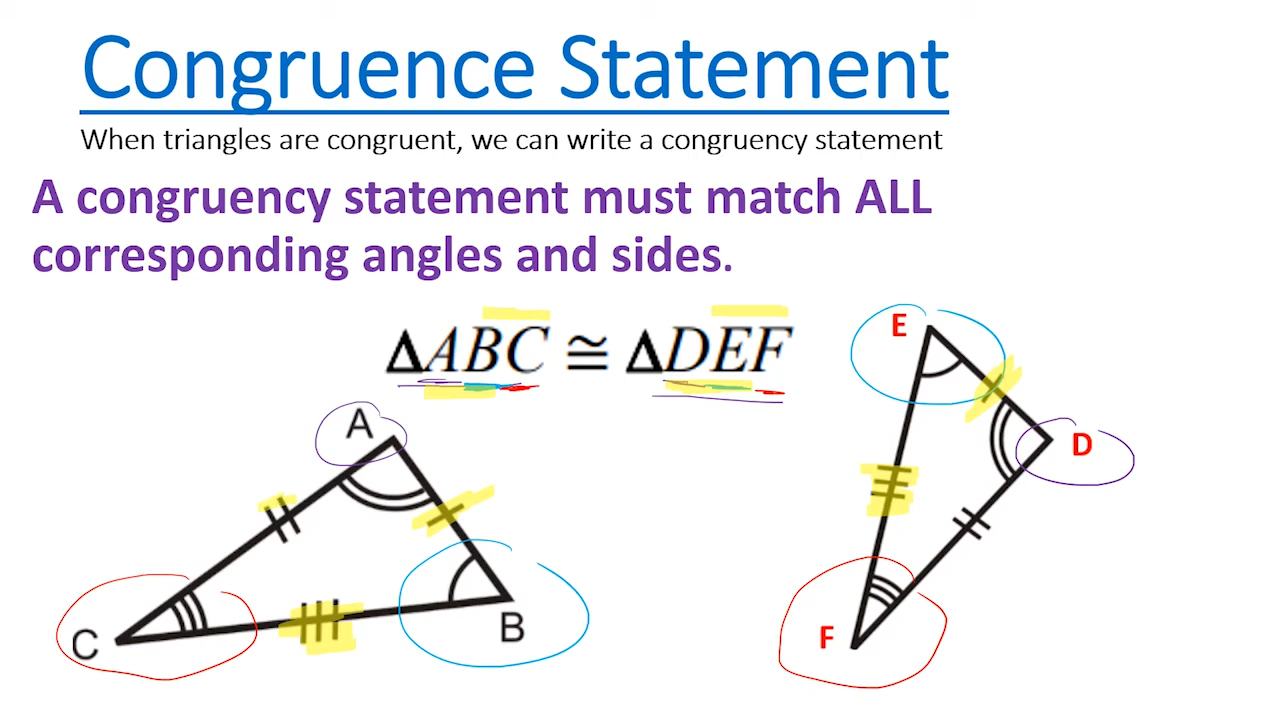 Congruence Statement
When triangles are congruent, we can write a congruency statement
A congruency statement must match ALL
corresponding angles and sides.
ΔABC ≅ ΔDEF
E
A
D
C
B
F